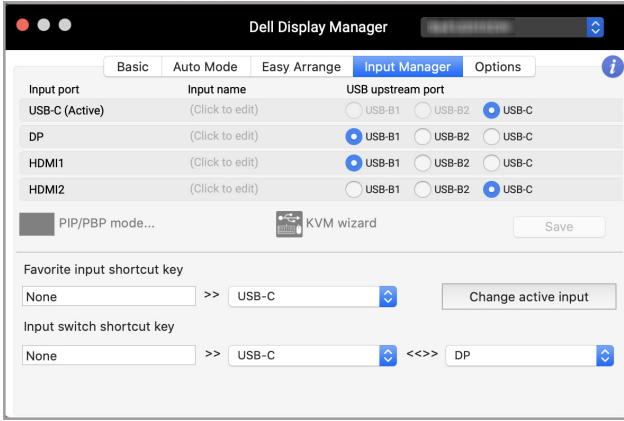 Dell Display Manager
Basic Auto Mode Easy Arrange Input Manager Options i
Input port Input name USB upstream port
USB-C (Active) (Click to edit) USB-B1 USB-B2 USB-C
DP (Click to edit) USB-B1 USB-B2 USB-C
HDMI1 (Click to edit) USB-B1 USB-B2 USB-C
HDMI2 (Click to edit) USB-B1 USB-B2 USB-C
PIP/PBP mode... KVM wizard Save
Favorite input shortcut key
None >> USB-C Change active input
Input switch shortcut key
None >> USB-C <<>> DP